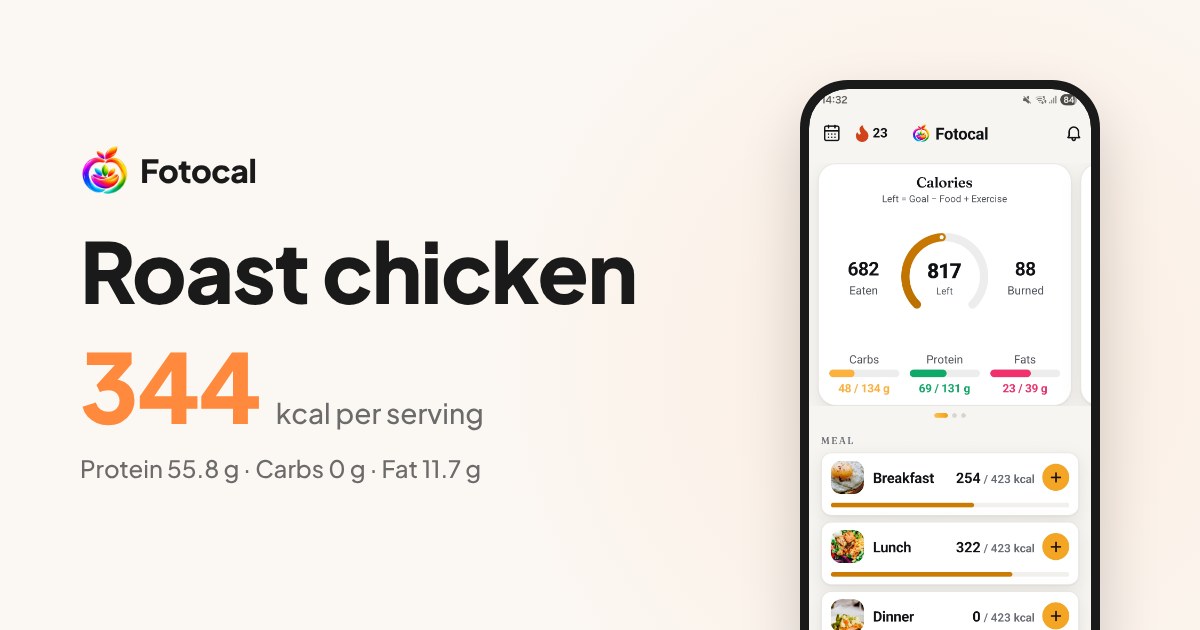 Fotocal
Roast chicken
344 kcal per serving
Protein 55.8 g · Carbs 0 g · Fat 11.7 g
14:32
84
23
Fotocal
Calories
Left = Goal − Food + Exercise
682
Eaten
817
Left
88
Burned
Carbs
48 / 134 g
Protein
69 / 131 g
Fats
23 / 39 g
MEAL
Breakfast 254 / 423 kcal +
Lunch 322 / 423 kcal +
Dinner 0 / 423 kcal +